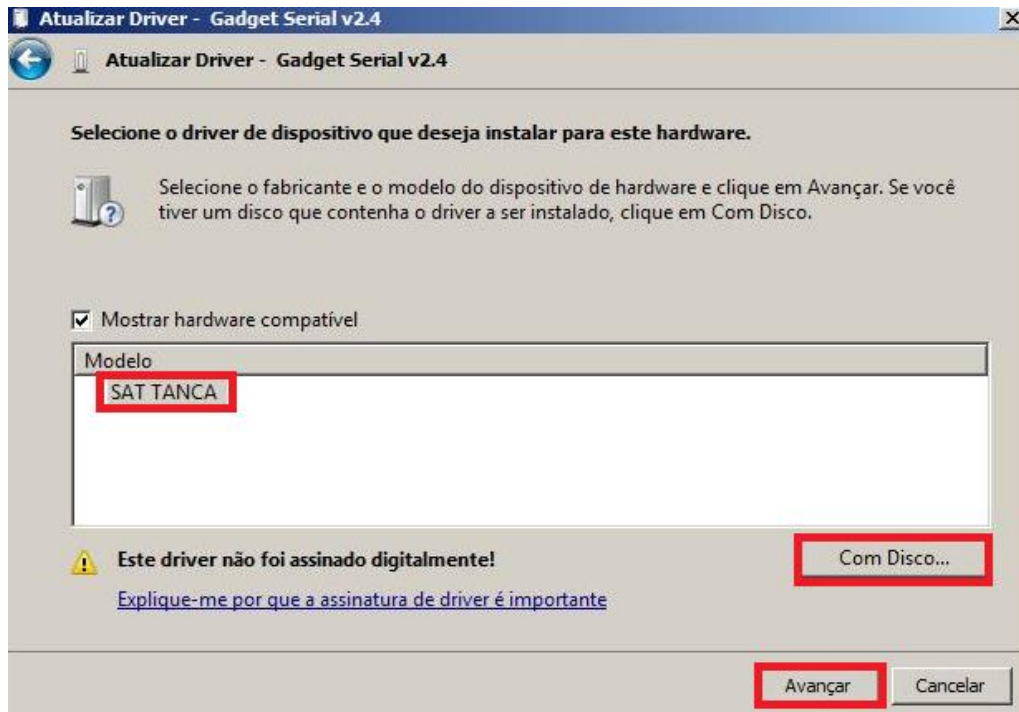 Atualizar Driver - Gadget Serial v2.4
Atualizar Driver - Gadget Serial v2.4
Selecione o driver de dispositivo que deseja instalar para este hardware.
Selecione o fabricante e o modelo do dispositivo de hardware e clique em Avançar. Se você
tiver um disco que contenha o driver a ser instalado, clique em Com Disco.
Mostrar hardware compatível
Modelo
SAT TANCA
Este driver não foi assinado digitalmente!
Com Disco...
Explique-me por que a assinatura de driver é importante
Avançar
Cancelar